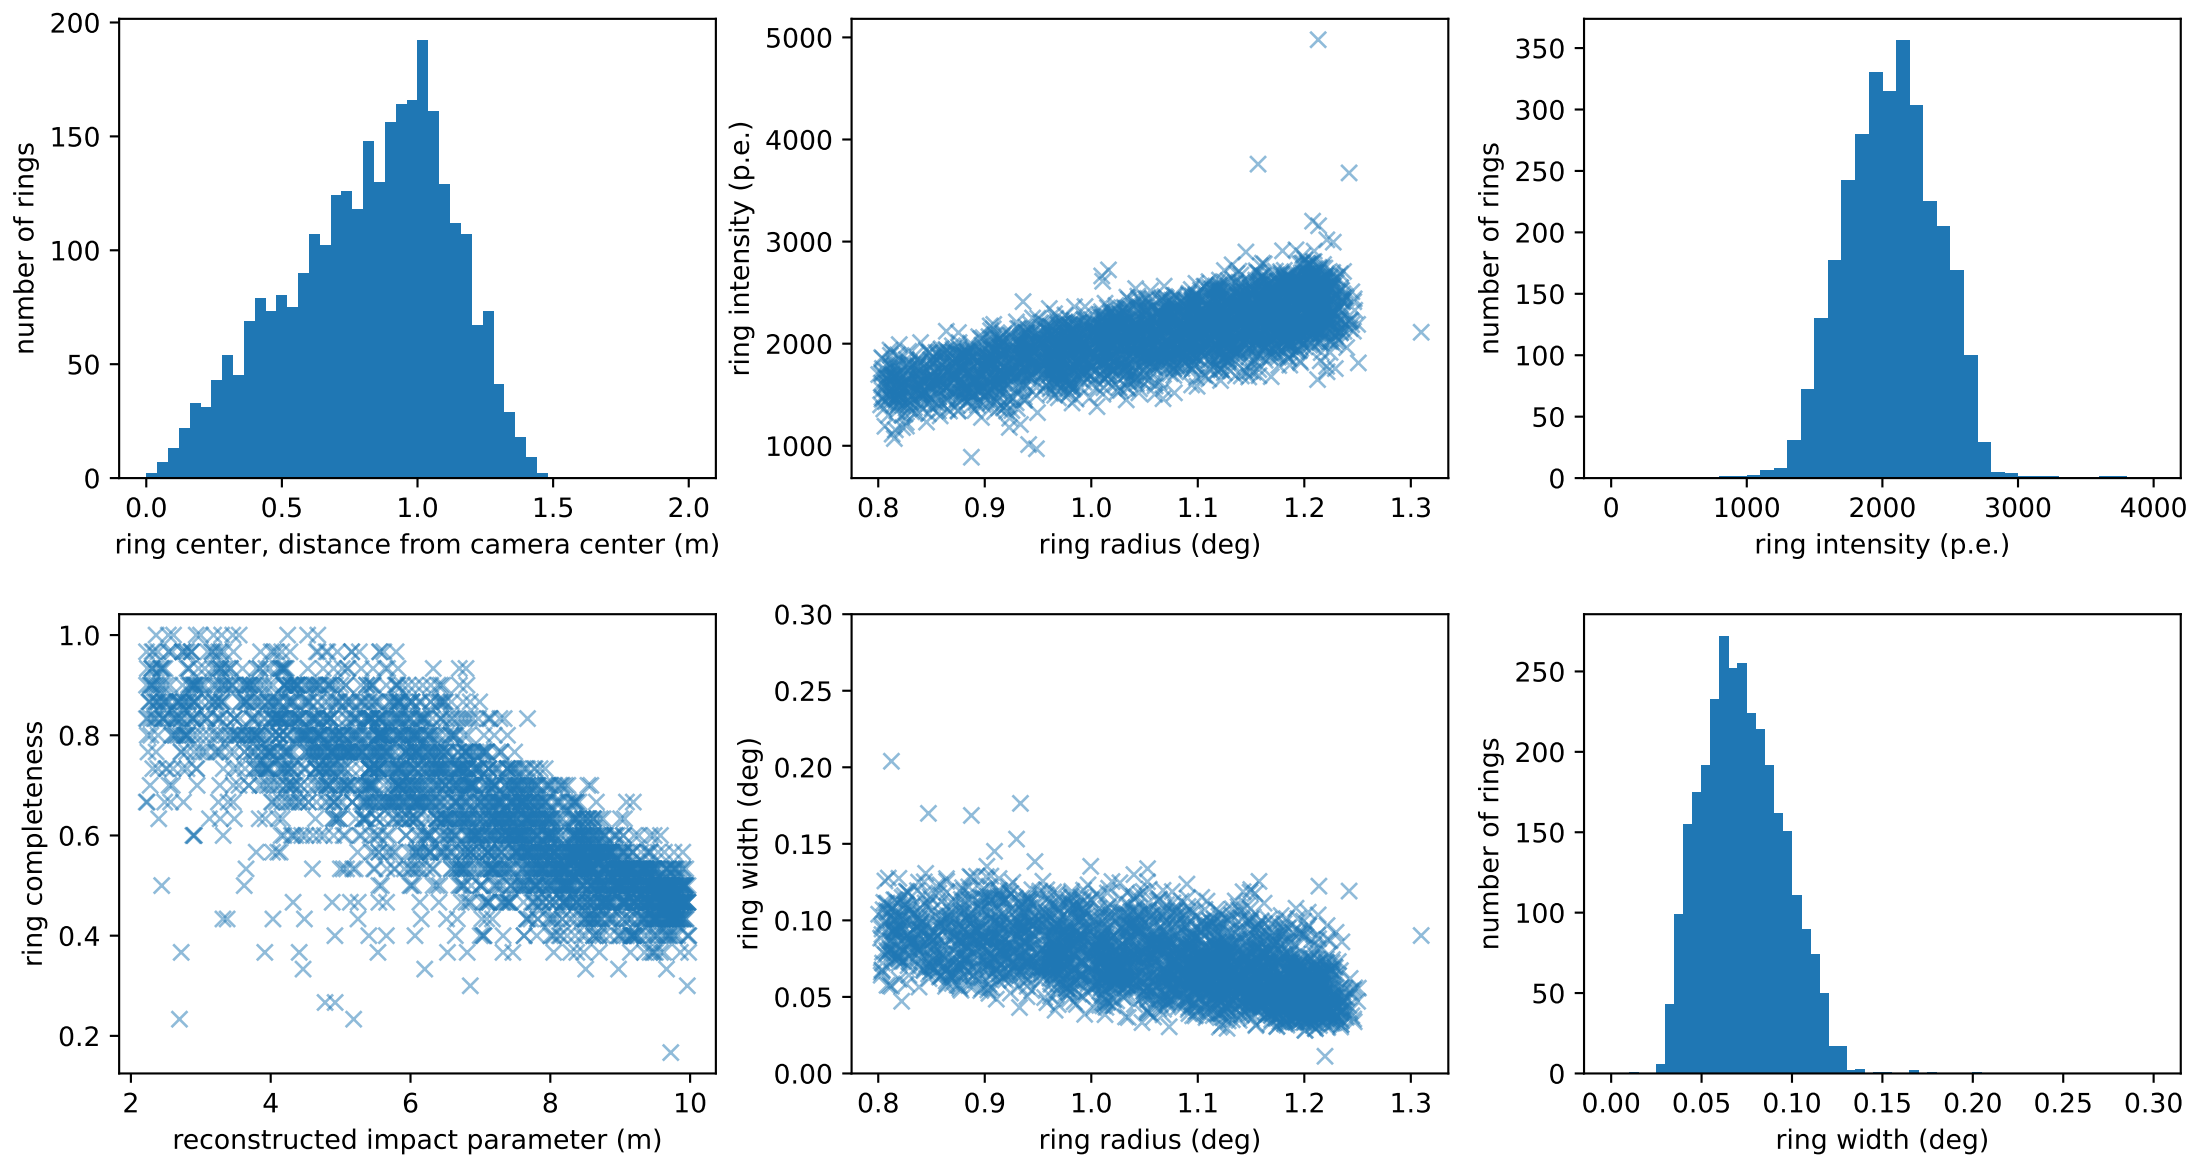 200
150
100
50
0
0.0 0.5 1.0 1.5 2.0
number of rings
ring center, distance from camera center (m)
5000
4000
3000
2000
1000
0.8 0.9 1.0 1.1 1.2 1.3
ring intensity (p.e.)
ring radius (deg)
350
300
250
200
150
100
50
0
0 1000 2000 3000 4000
number of rings
ring intensity (p.e.)
1.0
0.8
0.6
0.4
0.2
2 4 6 8 10
ring completeness
reconstructed impact parameter (m)
0.30
0.25
0.20
0.15
0.10
0.05
0.00
0.8 0.9 1.0 1.1 1.2 1.3
ring width (deg)
ring radius (deg)
250
200
150
100
50
0
0.00 0.05 0.10 0.15 0.20 0.25 0.30
number of rings
ring width (deg)